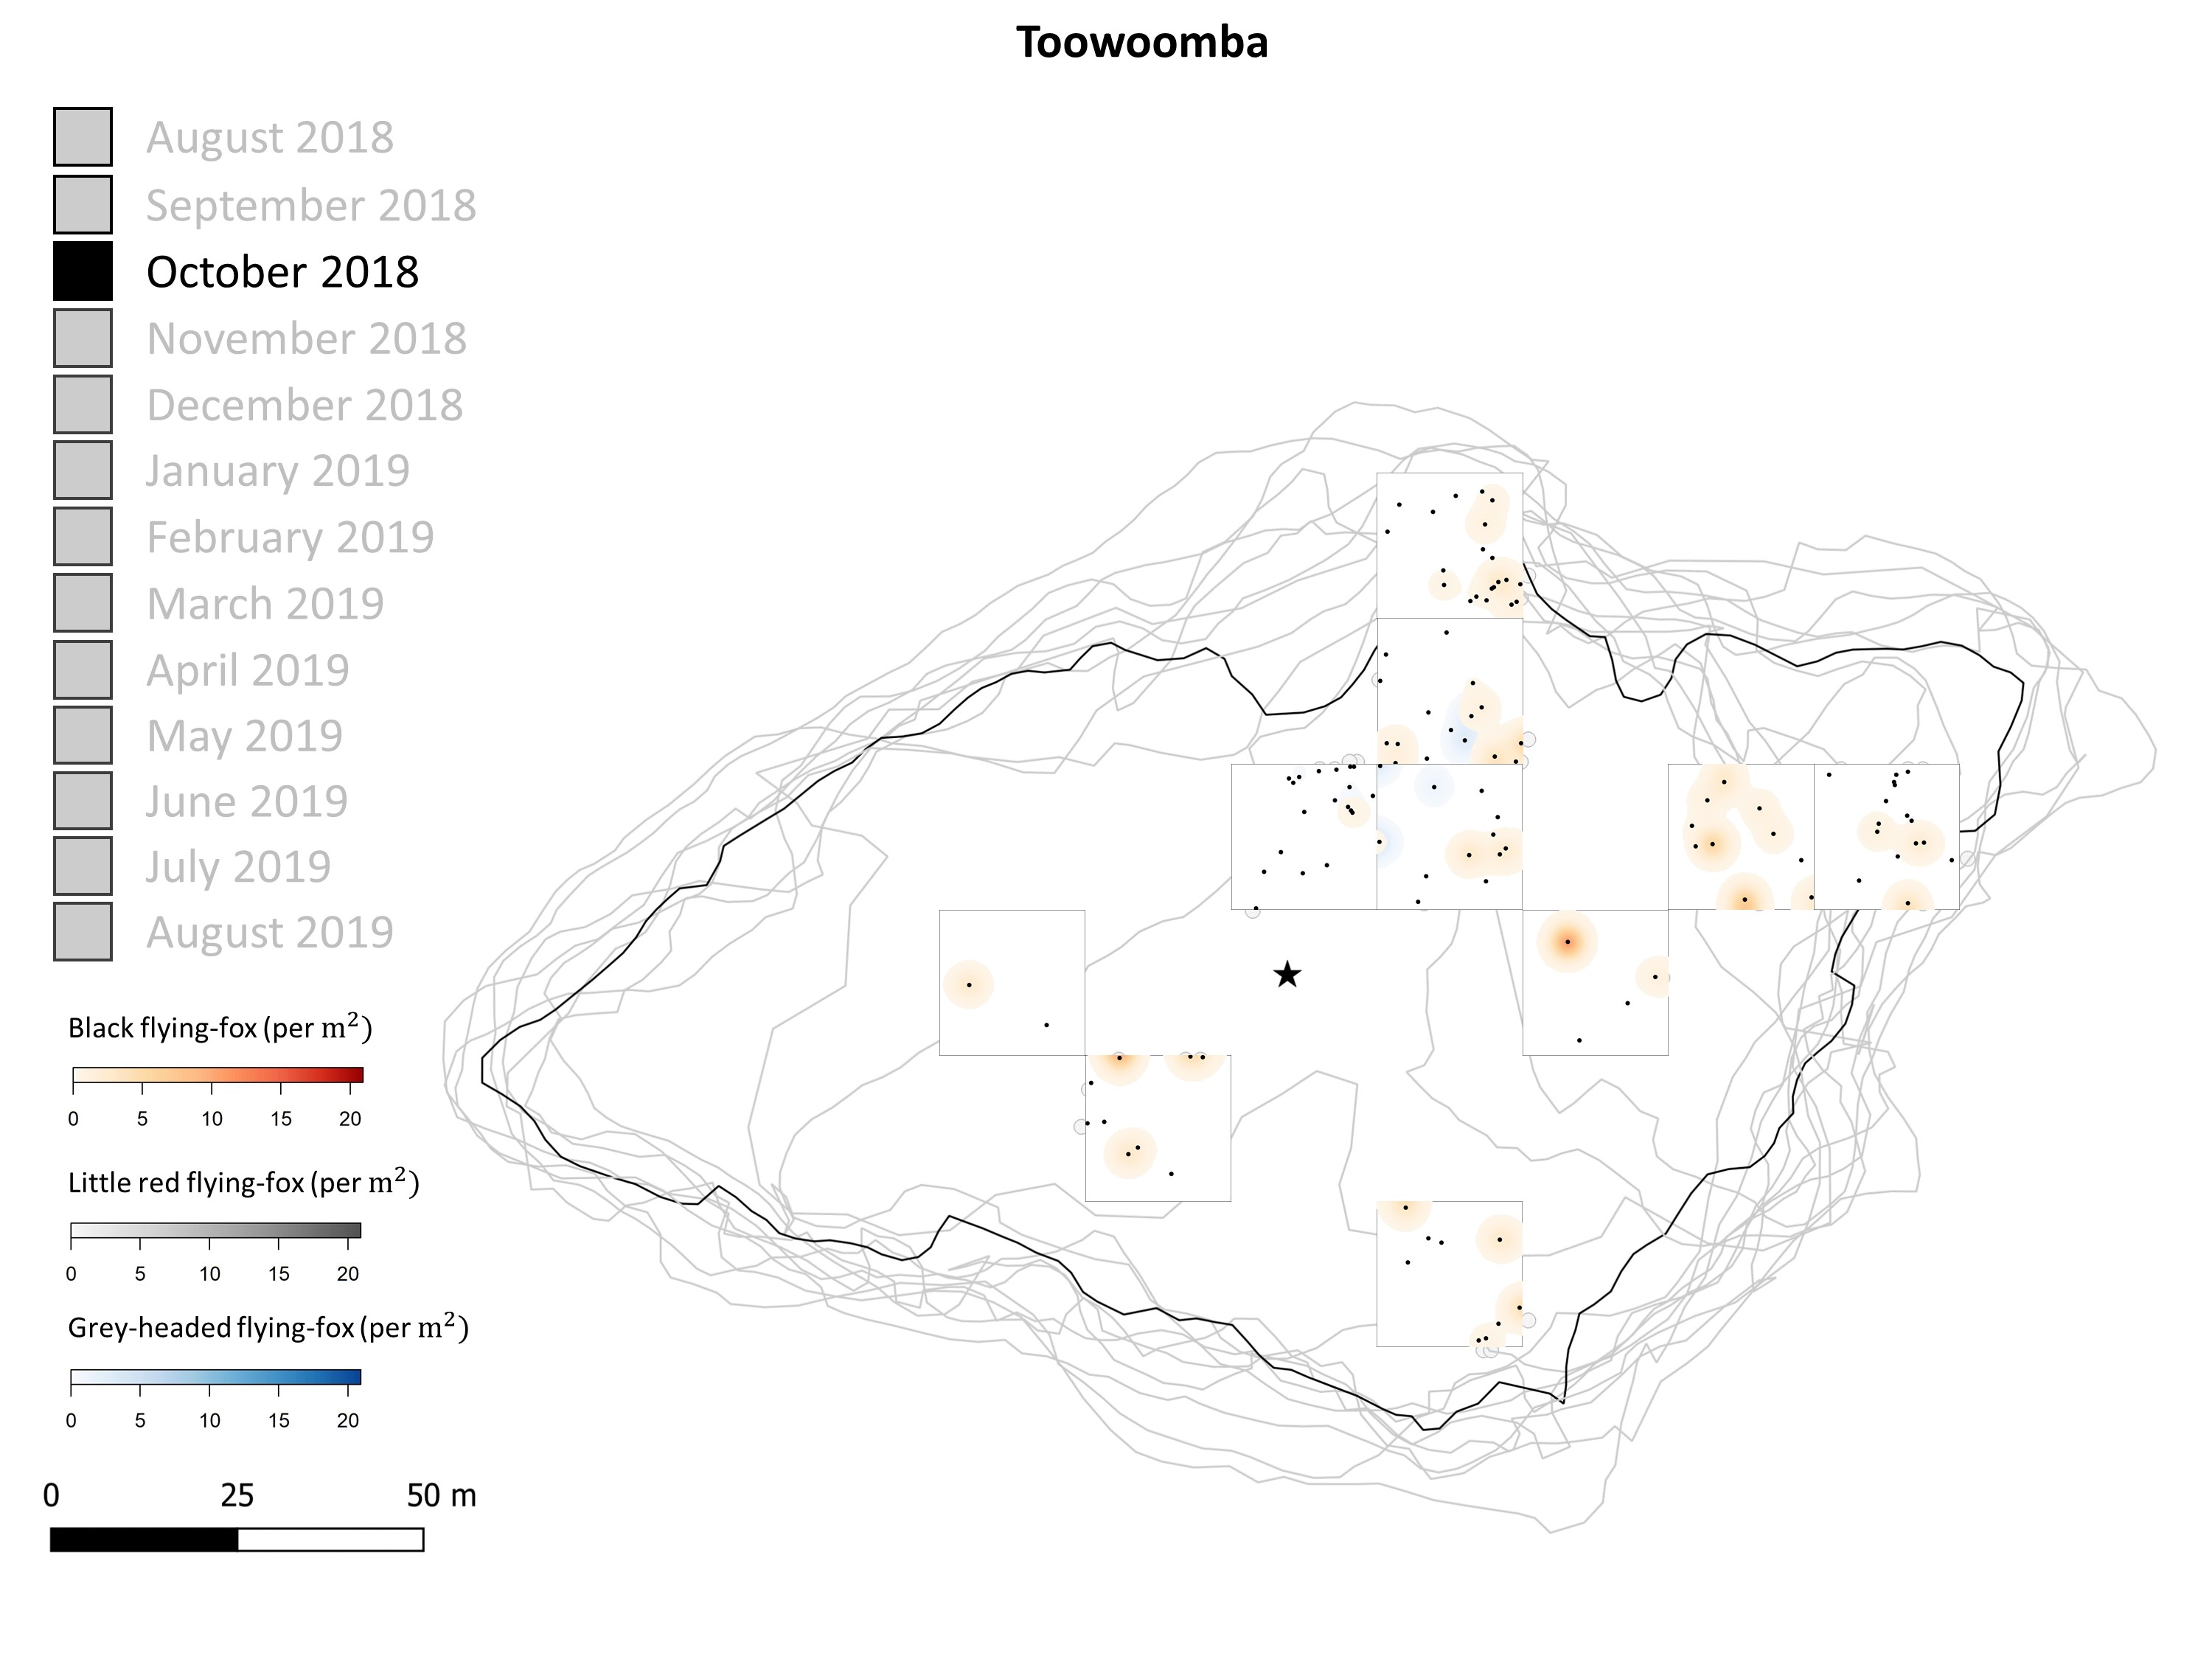 Toowoomba
August 2018
September 2018
October 2018
November 2018
December 2018
January 2019
February 2019
March 2019
April 2019
May 2019
June 2019
July 2019
August 2019
Black flying-fox (per m²)
0 5 10 15 20
Little red flying-fox (per m²)
0 5 10 15 20
Grey-headed flying-fox (per m²)
0 5 10 15 20
0 25 50 m